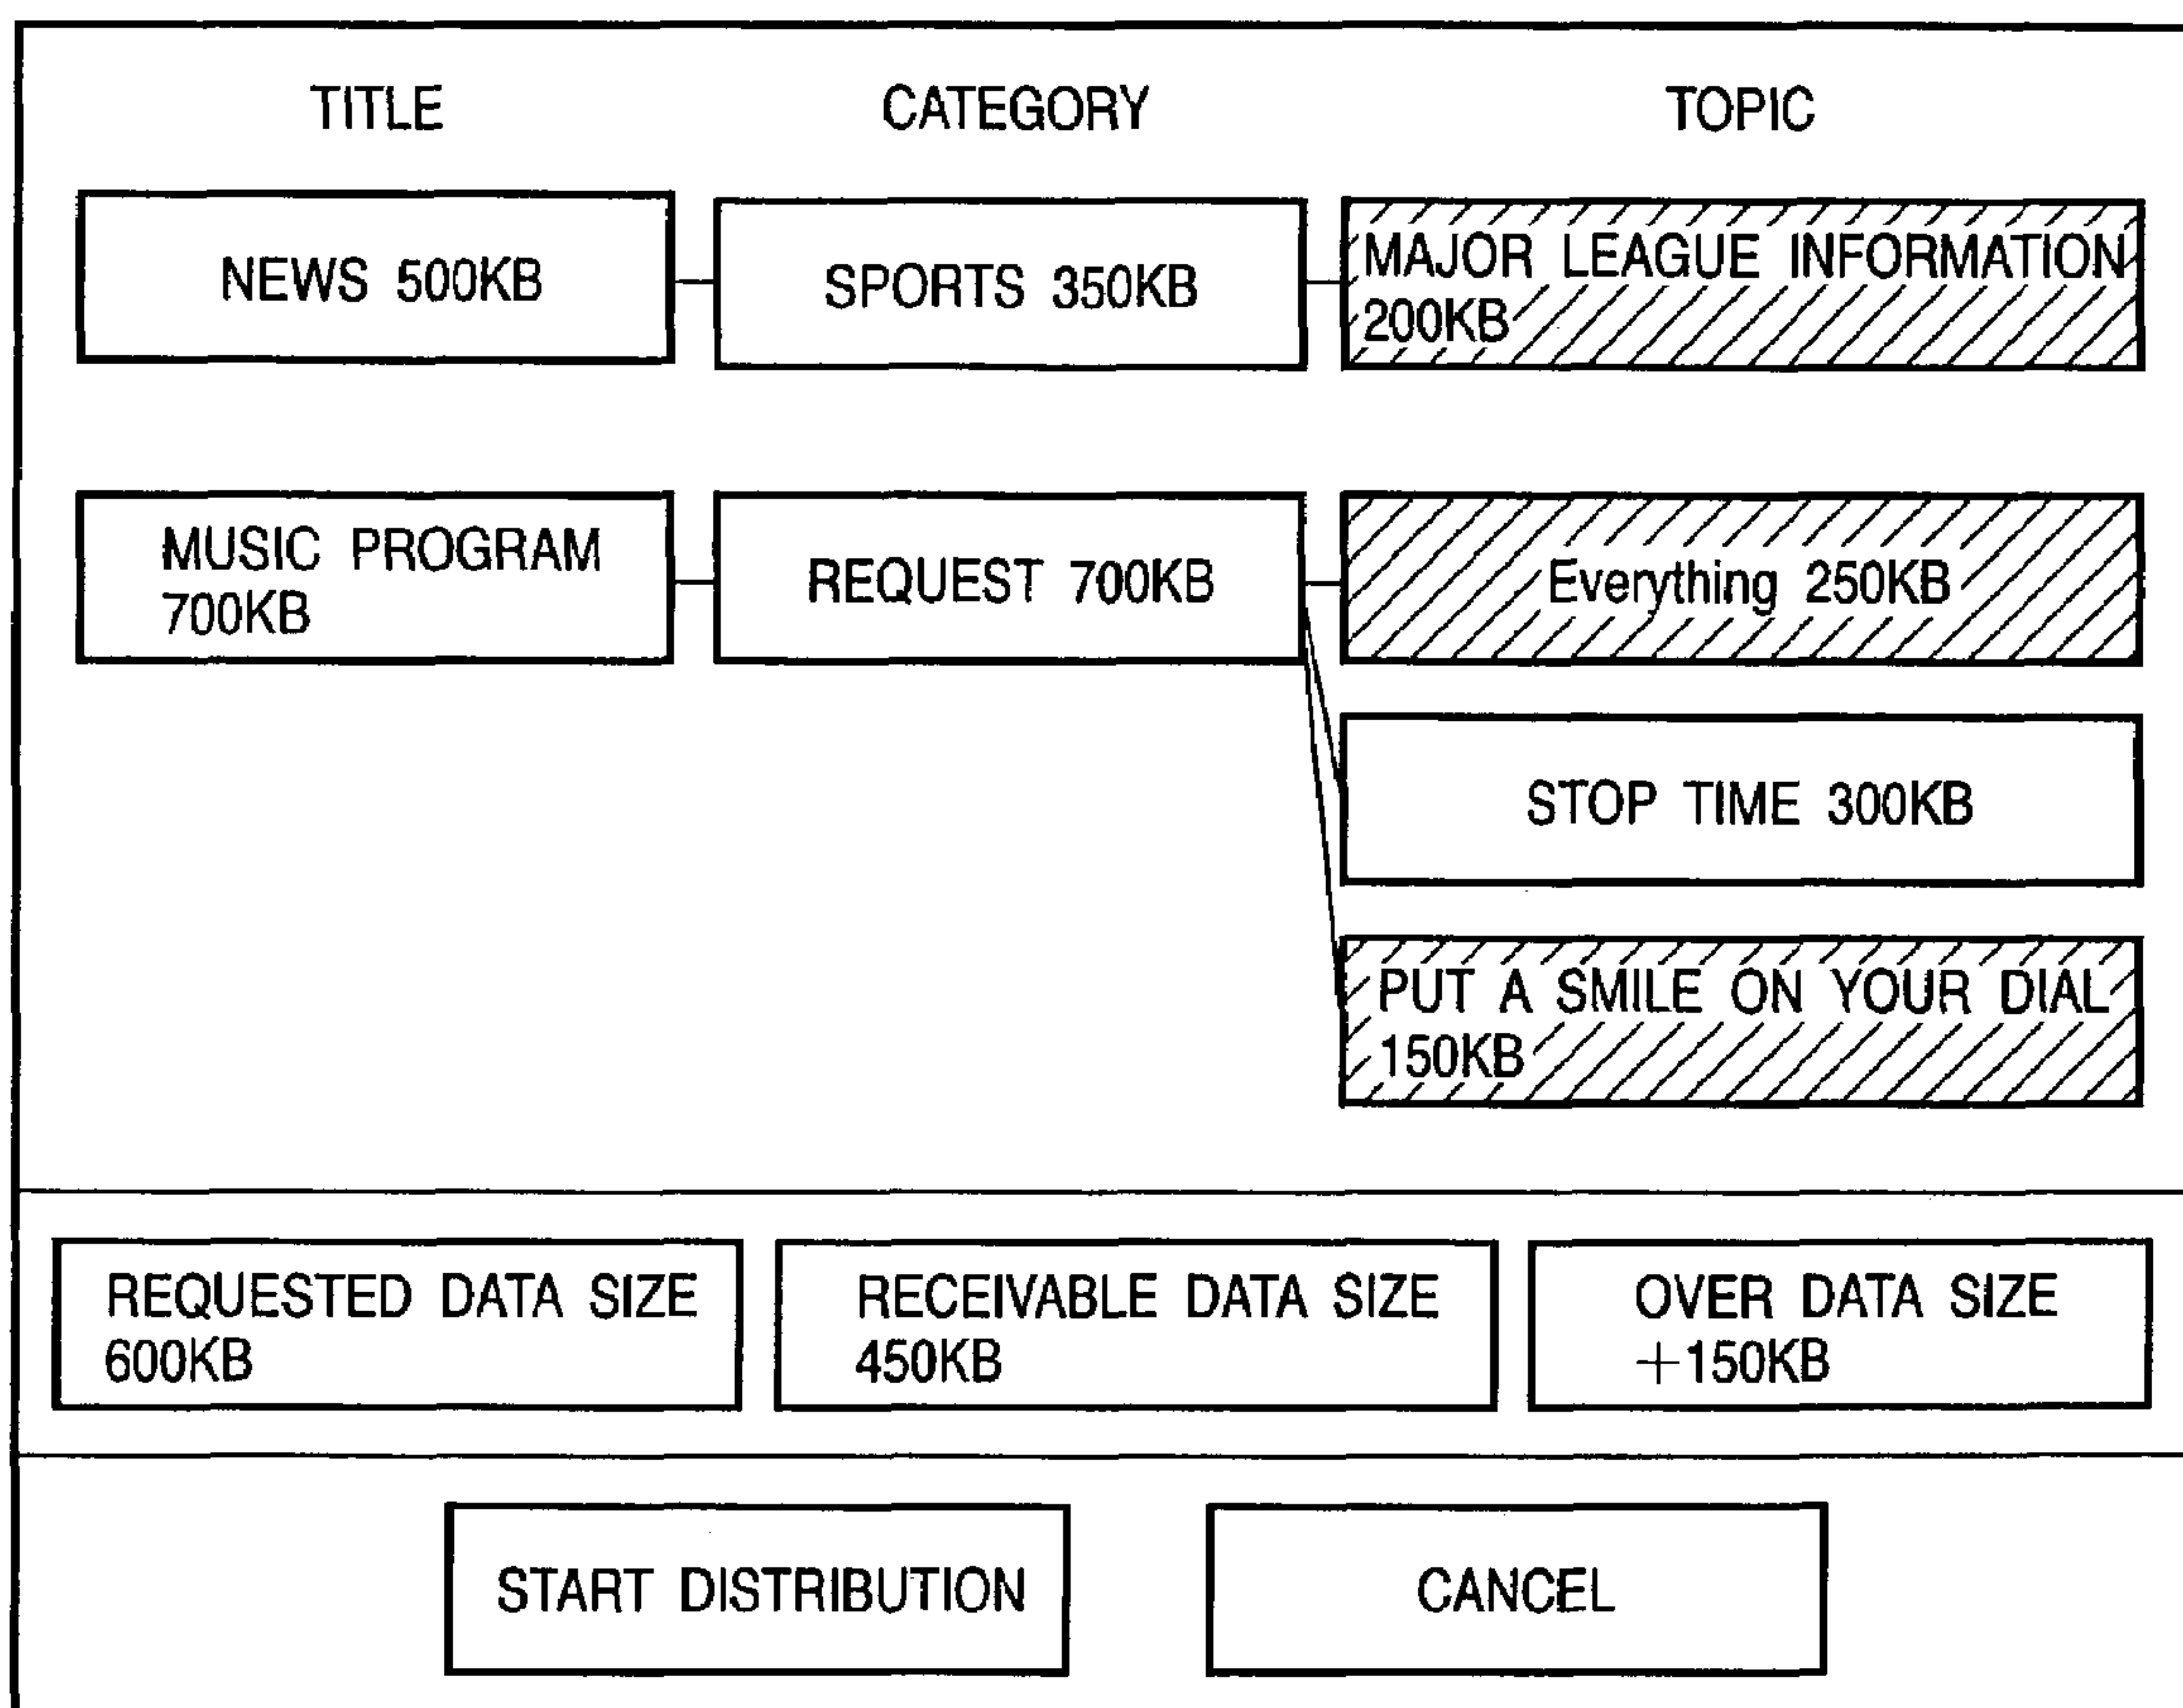 TITLE CATEGORY TOPIC
NEWS 500KB
SPORTS 350KB
MAJOR LEAGUE INFORMATION
200KB
MUSIC PROGRAM
700KB
REQUEST 700KB
Everything 250KB
STOP TIME 300KB
PUT A SMILE ON YOUR DIAL
150KB
REQUESTED DATA SIZE
600KB
RECEIVABLE DATA SIZE
450KB
OVER DATA SIZE
+150KB
START DISTRIBUTION
CANCEL